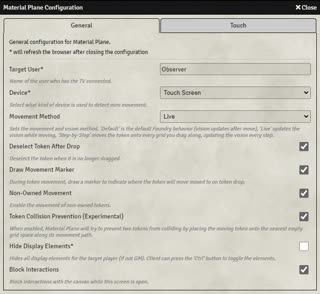 Material Plane Configuration
Close
General
Touch
General configuration for Material Plane.
* will refresh the browser after closing the configuration
Target User*
Observer
Name of the user who has the TV connected.
Device*
Touch Screen
Select what kind of device is used to detect mini movement.
Movement Method
Live
Sets the movement and vision method. 'Default' is the default Foundry behavior (vision updates after move), 'Live' updates the
vision while moving. 'Step-by-Step' moves the token unto every grid you drag along, updating the vision every step.
Deselect Token After Drop
Deselect the token when it is no longer dragged.
Draw Movement Marker
During token movement, draw a marker to indicate where the token will move moved to on token drop.
Non-Owned Movement
Enable the movement of non-owned tokens.
Token Collision Prevention (Experimental)
When enabled, Material Plane will try to prevent two tokens from colliding by placing the moving token unto the nearest empty
grid space along its movement path.
Hide Display Elements*
Hides all display elements for the target player (if not GM). Client can press the 'Ctrl' button to toggle the elements.
Block Interactions
Interactions with the canvas while this screen is open.